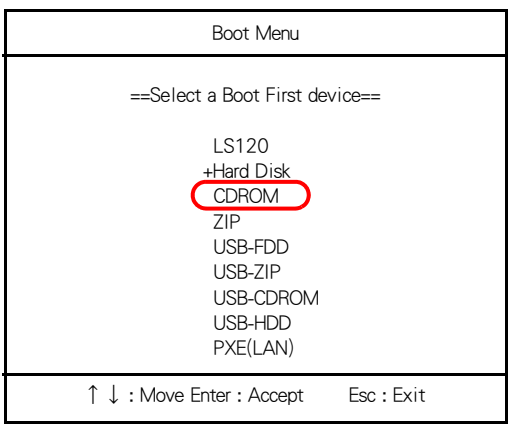 Boot Menu
==Select a Boot First device==
LS120
+Hard Disk
CDROM
ZIP
USB-FDD
USB-ZIP
USB-CDROM
USB-HDD
PXE(LAN)
↑↓ : Move Enter : Accept Esc : Exit